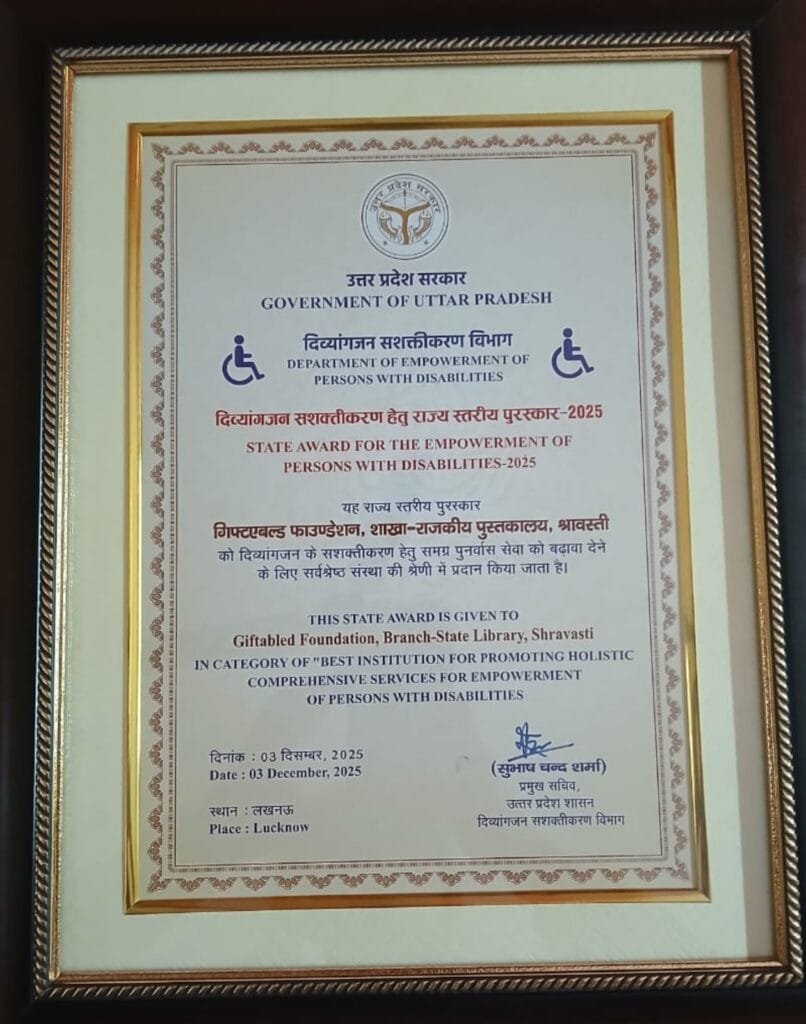 उत्तर प्रदेश सरकार
उत्तर प्रदेश सरकार
GOVERNMENT OF UTTAR PRADESH
दिव्यांगजन सशक्तीकरण विभाग
DEPARTMENT OF EMPOWERMENT OF
PERSONS WITH DISABILITIES
दिव्यांगजन सशक्तीकरण हेतु राज्य स्तरीय पुरस्कार-2025
STATE AWARD FOR THE EMPOWERMENT OF
PERSONS WITH DISABILITIES-2025
यह राज्य स्तरीय पुरस्कार
गिफ्टएबल्ड फाउण्डेशन, शाखा-राजकीय पुस्तकालय, श्रावस्ती
को दिव्यांगजन के सशक्तीकरण हेतु समग्र पुनर्वास सेवा को बढ़ावा देने
के लिए सर्वश्रेष्ठ संस्था की श्रेणी में प्रदान किया जाता है।
THIS STATE AWARD IS GIVEN TO
Giftabled Foundation, Branch-State Library, Shravasti
IN CATEGORY OF "BEST INSTITUTION FOR PROMOTING HOLISTIC
COMPREHENSIVE SERVICES FOR EMPOWERMENT
OF PERSONS WITH DISABILITIES
दिनांक : 03 दिसम्बर, 2025
Date : 03 December, 2025
स्थान : लखनऊ
Place : Lucknow
(सुभाष चन्द शर्मा)
प्रमुख सचिव,
उत्तर प्रदेश शासन
दिव्यांगजन सशक्तीकरण विभाग